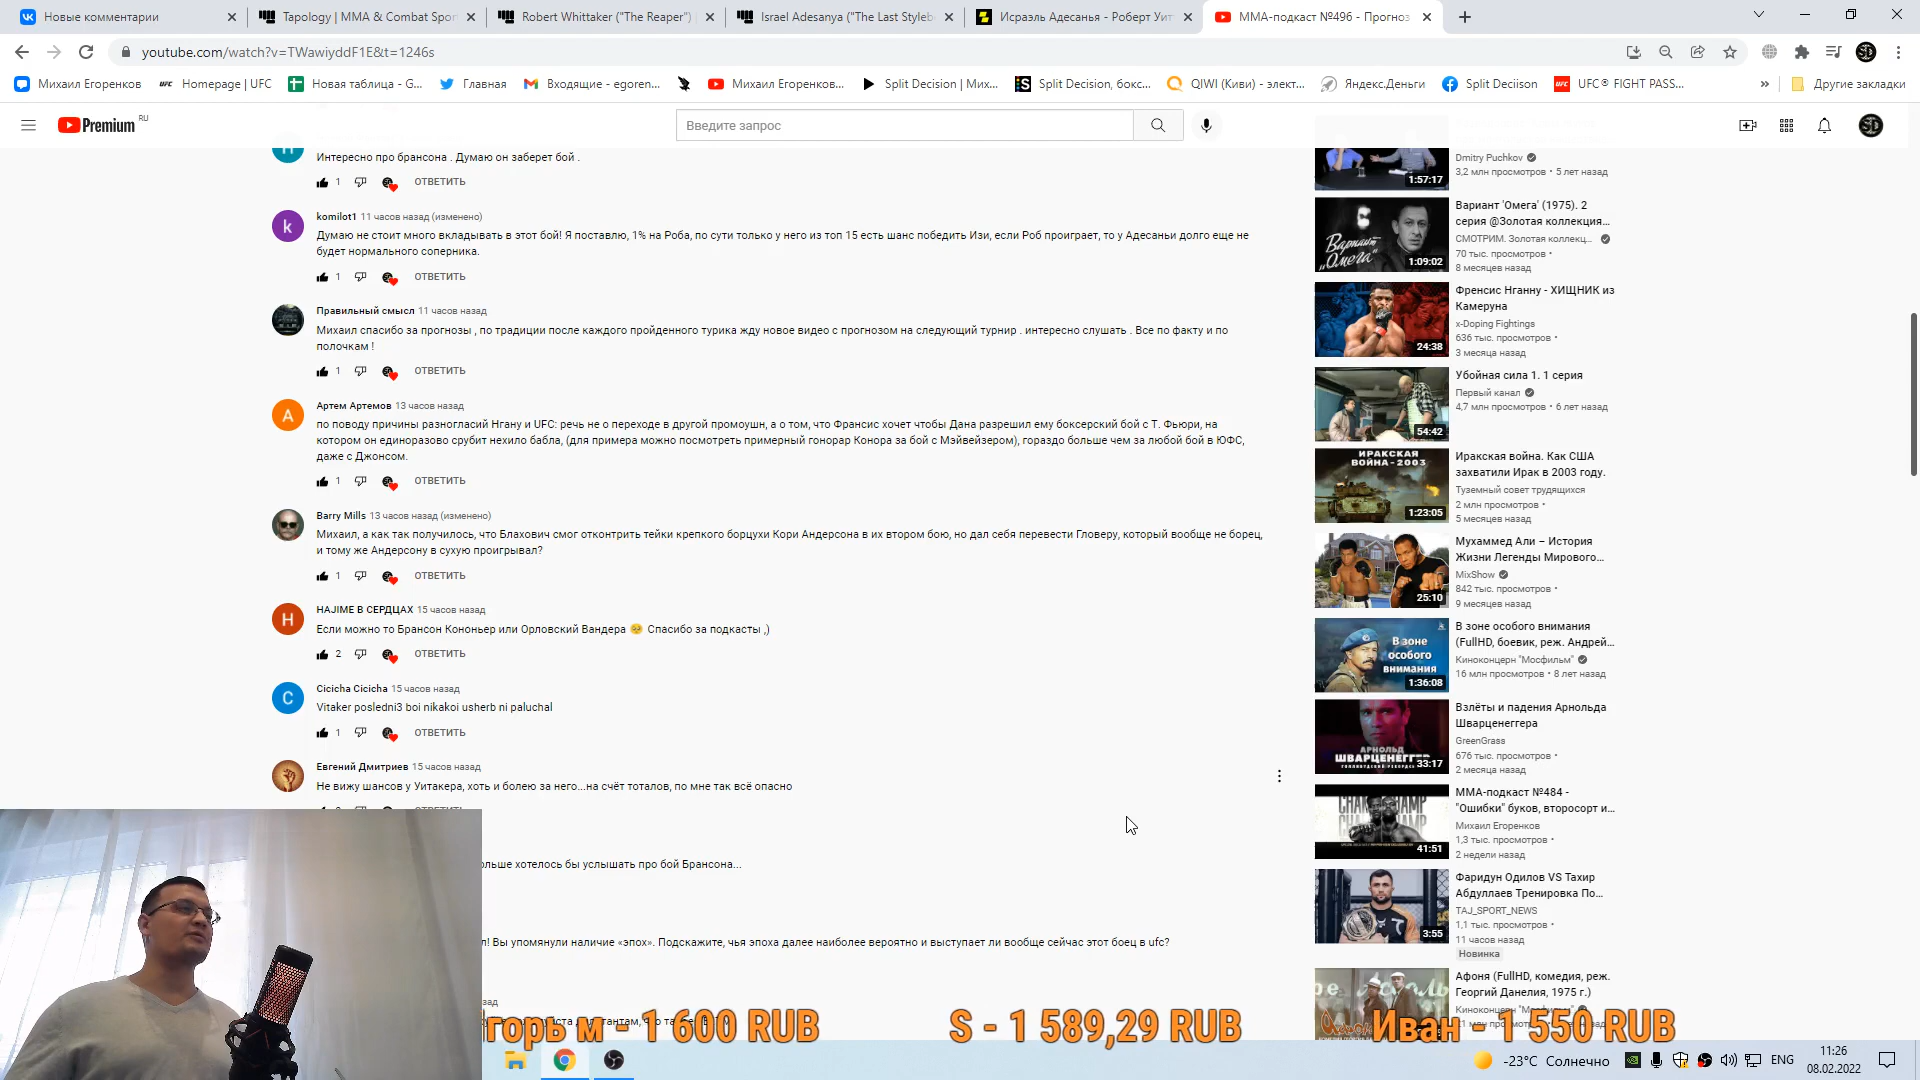 Новые комментарии
Tapology | MMA & Combat Spor
Robert Whittaker ("The Reaper") |
Israel Adesanya ("The Last Styleb
Исраэль Адесанья - Роберт Уит
ММА-подкаст №496 - Прогноз
youtube.com/watch?v=TWawiyddF1E&t=1246s
Михаил Егоренков
Homepage | UFC
Новая таблица - G...
Главная
Входящие - egoren...
Михаил Егоренков...
Split Decision | Мих...
Split Decision, бокс...
QIWI (Киви) - элект...
Яндекс.Деньги
Split Deciison
UFC® FIGHT PASS...
»
Другие закладки
Premium RU
Введите запрос
Интересно про брансона . Думаю он заберет бой .
1 ОТВЕТИТЬ
komilot1 11 часов назад (изменено)
Думаю не стоит много вкладывать в этот бой! Я поставлю, 1% на Роба, по сути только у него из топ 15 есть шанс победить Изи, если Роб проиграет, то у Адесаньи долго еще не
будет нормального соперника.
1 ОТВЕТИТЬ
Правильный смысл 11 часов назад
Михаил спасибо за прогнозы , по традиции после каждого пройденного турика жду новое видео с прогнозом на следующий турнир . интересно слушать . Все по факту и по
полочкам !
1 ОТВЕТИТЬ
Артем Артемов 13 часов назад
по поводу причины разногласий Нгану и UFC: речь не о переходе в другой промоушн, а о том, что Франсис хочет чтобы Дана разрешил ему боксерский бой с Т. Фьюри, на
котором он единоразово срубит нехило бабла, (для примера можно посмотреть примерный гонорар Конора за бой с Мэйвейзером), гораздо больше чем за любой бой в ЮФС,
даже с Джонсом.
1 ОТВЕТИТЬ
Barry Mills 13 часов назад (изменено)
Михаил, а как так получилось, что Блахович смог отконтрить тейки крепкого борцухи Кори Андерсона в их втором бою, но дал себя перевести Гловеру, который вообще не борец,
и тому же Андерсону в сухую проигрывал?
1 ОТВЕТИТЬ
HAJIME В СЕРДЦАХ 15 часов назад
Если можно то Брансон Кононьер или Орловский Вандера 🥺 Спасибо за подкасты ,)
2 ОТВЕТИТЬ
Cicicha Cicicha 15 часов назад
Vitaker posledni3 boi nikakoi usherb ni paluchal
1 ОТВЕТИТЬ
Евгений Дмитриев 15 часов назад
Не вижу шансов у Уитакера, хоть и болею за него...на счёт тоталов, по мне так всё опасно
ольше хотелось бы услышать про бой Брансона...
л! Вы упомянули наличие «эпох». Подскажите, чья эпоха далее наиболее вероятно и выступает ли вообще сейчас этот боец в ufc?
зад
Dmitry Puchkov
3,2 млн просмотров • 5 лет назад
1:57:17
Вариант 'Омега' (1975). 2
серия @Золотая коллекция...
СМОТРИМ. Золотая коллекц...
70 тыс. просмотров •
8 месяцев назад
Вариант „Омега“
1:09:02
Френсис Нганну - ХИЩНИК из
Камеруна
x-Doping Fightings
636 тыс. просмотров •
3 месяца назад
24:38
Убойная сила 1. 1 серия
Первый канал
4,7 млн просмотров • 6 лет назад
54:42
ИРАКСКАЯ
ВОЙНА - 2003
Иракская война. Как США
захватили Ирак в 2003 году.
Туземный совет трудящихся
2 млн просмотров •
5 месяцев назад
1:23:05
Мухаммед Али – История
Жизни Легенды Мирового...
MixShow
842 тыс. просмотров •
9 месяцев назад
25:10
В зоне особого внимания
(FullHD, боевик, реж. Андрей...
Киноконцерн "Мосфильм"
16 млн просмотров • 8 лет назад
В зоне
особого
внимания
1:36:08
Взлёты и падения Арнольда
Шварценеггера
GreenGrass
676 тыс. просмотров •
2 месяца назад
АРНОЛЬД
ШВАРЦЕНЕГГЕР
33:17
ММА-подкаст №484 -
"Ошибки" буков, второсорт и...
Михаил Егоренков
1,3 тыс. просмотров •
2 недели назад
41:51
Фаридун Одилов VS Тахир
Абдуллаев Тренировка По...
TAJ_SPORT_NEWS
1,1 тыс. просмотров •
11 часов назад
Новинка
3:55
Афоня (FullHD, комедия, реж.
Георгий Данелия, 1975 г.)
Киноконцерн
горь м - 1 600 RUB
S - 1 589,29 RUB
Иван - 1 550 RUB
-23°C Солнечно
ENG
11:26
08.02.2022